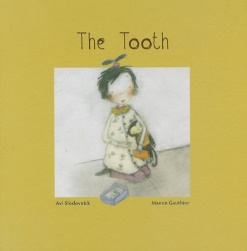 The Tooth
Avi Slodovnick
Manon Gauthier